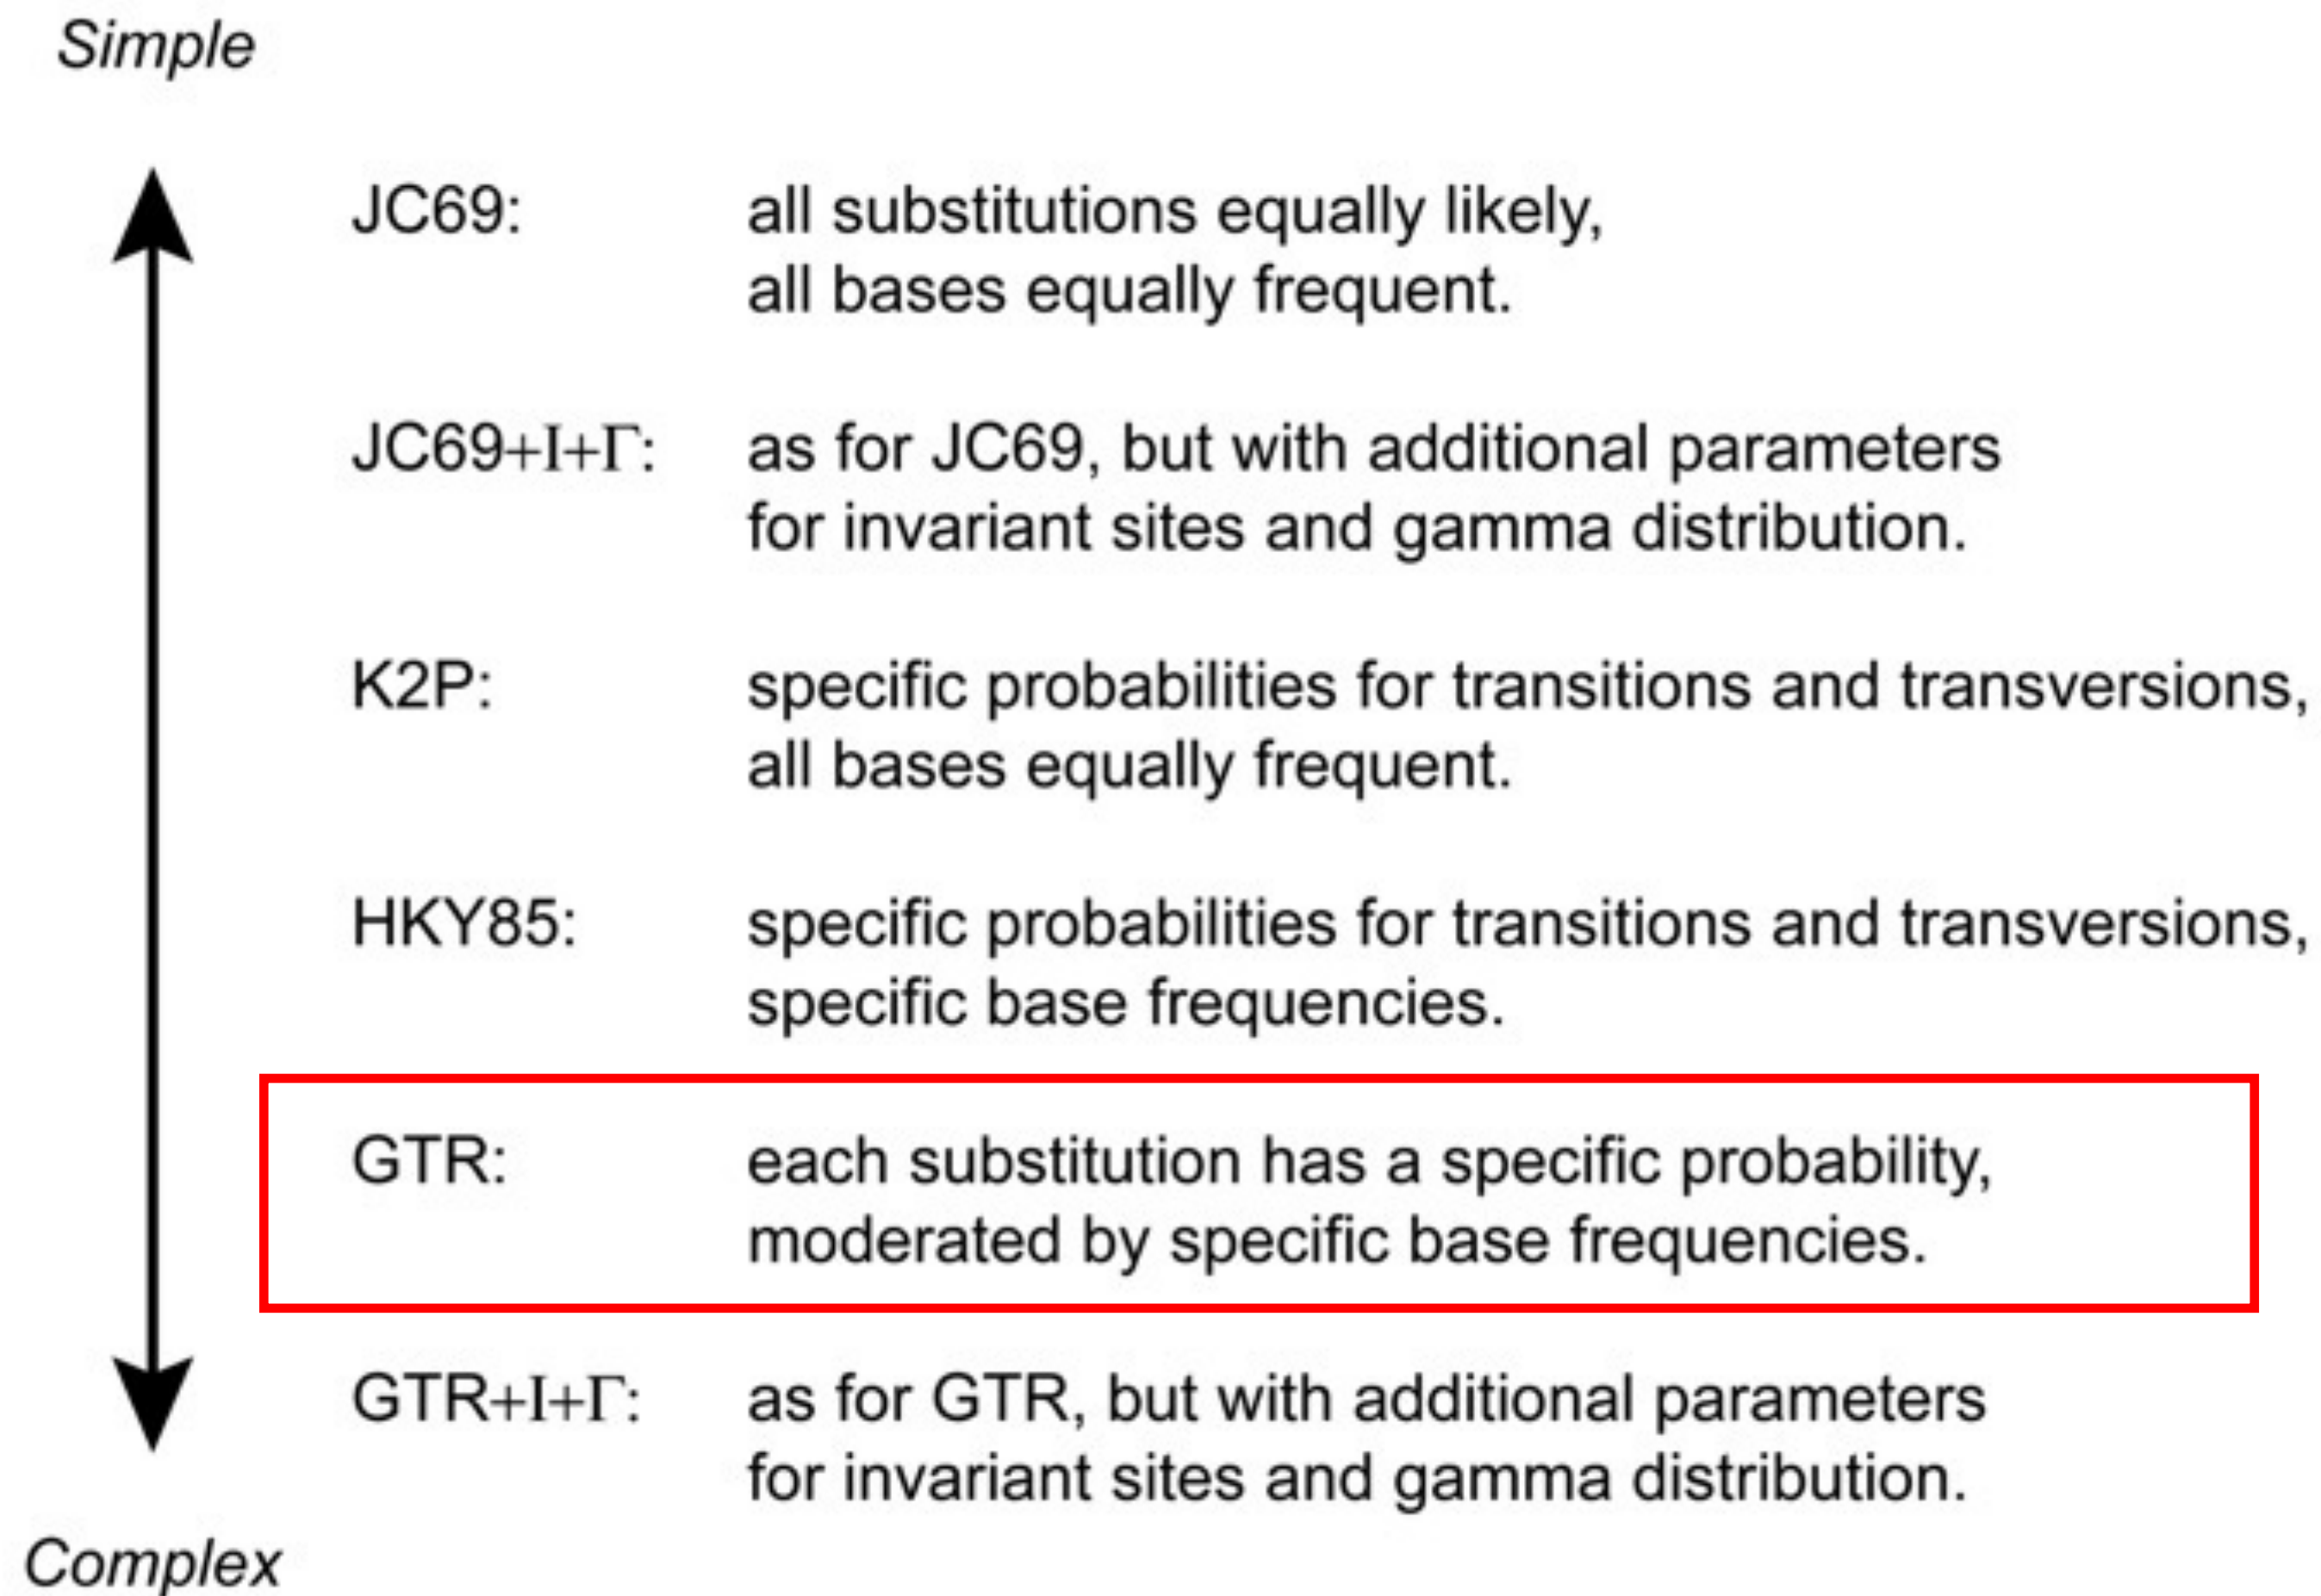 Simple
JC69: all substitutions equally likely,
all bases equally frequent.
JC69+I+Γ: as for JC69, but with additional parameters
for invariant sites and gamma distribution.
K2P: specific probabilities for transitions and transversions,
all bases equally frequent.
HKY85: specific probabilities for transitions and transversions,
specific base frequencies.
GTR: each substitution has a specific probability,
moderated by specific base frequencies.
GTR+I+Γ: as for GTR, but with additional parameters
for invariant sites and gamma distribution.
Complex